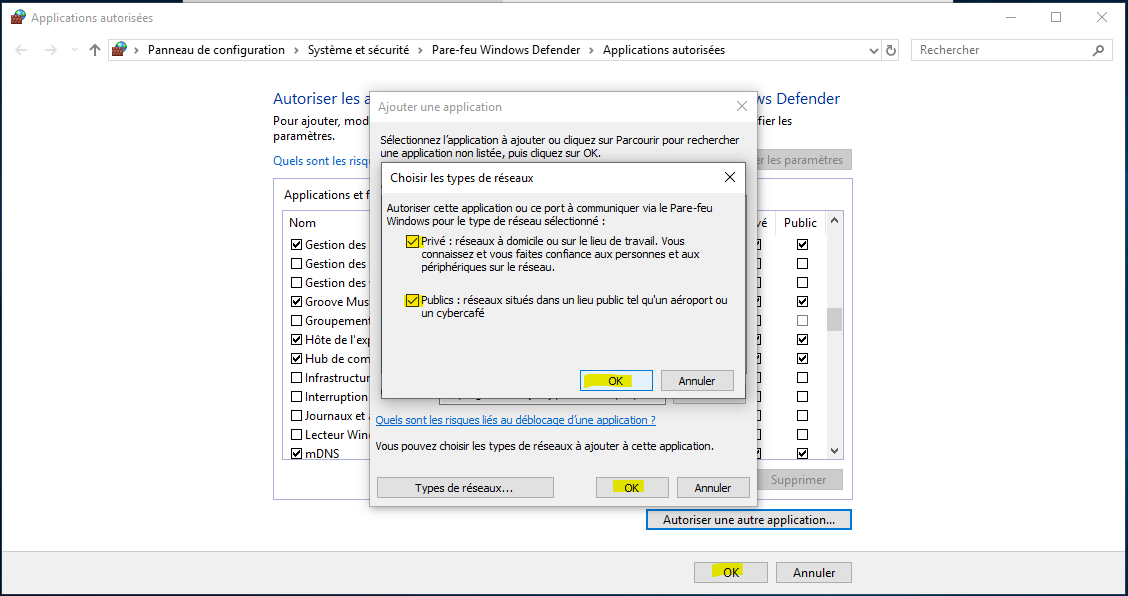 Applications autorisées
Panneau de configuration > Système et sécurité > Pare-feu Windows Defender > Applications autorisées
Rechercher
Autoriser les a
ws Defender
Pour ajouter, mod
fier les
paramètres.
Quels sont les risq
er les paramètres
Applications et f
Nom
vé
Public
Gestion des
Gestion des
Gestion des
Groove Mus
Groupement
Hôte de l'exp
Hub de com
Infrastructur
Interruption
Journaux et a
Lecteur Win
mDNS
Supprimer
Autoriser une autre application...
OK
Annuler
Ajouter une application
Sélectionnez l'application à ajouter ou cliquez sur Parcourir pour rechercher
une application non listée, puis cliquez sur OK.
Quels sont les risques liés au déblocage d'une application ?
Vous pouvez choisir les types de réseaux à ajouter à cette application.
Types de réseaux...
OK
Annuler
Choisir les types de réseaux
Autoriser cette application ou ce port à communiquer via le Pare-feu
Windows pour le type de réseau sélectionné :
Privé : réseaux à domicile ou sur le lieu de travail. Vous
connaissez et vous faites confiance aux personnes et aux
périphériques sur le réseau.
Publics : réseaux situés dans un lieu public tel qu'un aéroport ou
un cybercafé
OK
Annuler